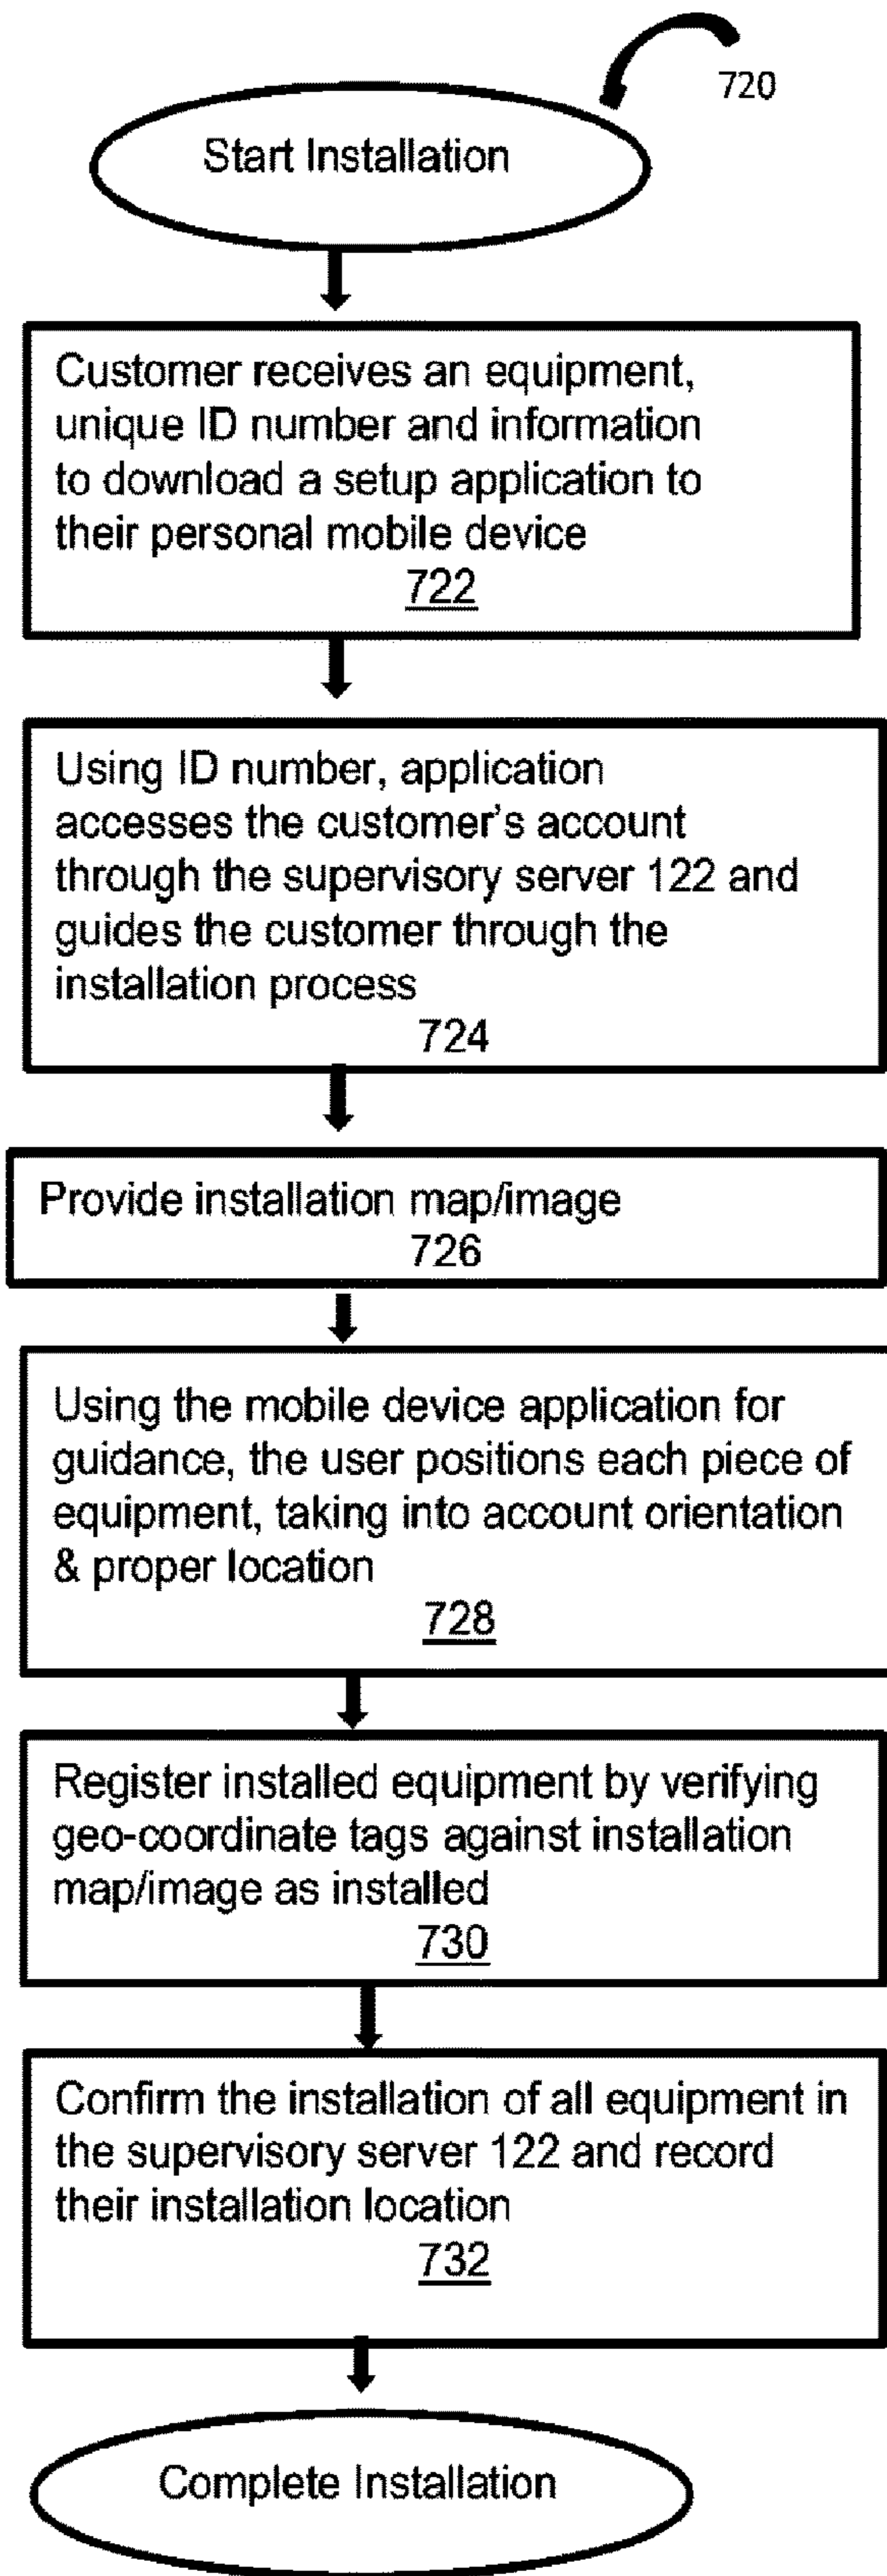 720
Start Installation
Customer receives an equipment,
unique ID number and information
to download a setup application to
their personal mobile device
722
Using ID number, application
accesses the customer's account
through the supervisory server 122 and
guides the customer through the
installation process
724
Provide installation map/image
726
Using the mobile device application for
guidance, the user positions each piece of
equipment, taking into account orientation
& proper location
728
Register installed equipment by verifying
geo-coordinate tags against installation
map/image as installed
730
Confirm the installation of all equipment in
the supervisory server 122 and record
their installation location
732
Complete Installation